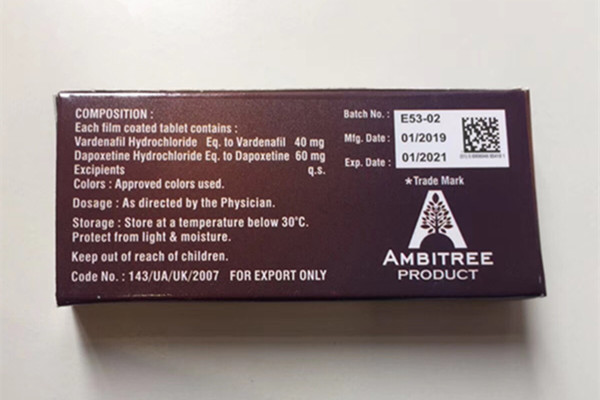 COMPOSITION :
Each film coated tablet contains :
Vardenafil Hydrochloride Eq. to Vardenafil 40 mg
Dapoxetine Hydrochloride Eq. to Dapoxetine 60 mg
Excipients q.s.
Colors : Approved colors used.
Dosage : As directed by the Physician.
Storage : Store at a temperature below 30°C.
Protect from light & moisture.
Keep out of reach of children.
Code No. : 143/UA/UK/2007 FOR EXPORT ONLY
Batch No. : E53-02
Mfg. Date : 01/2019
Exp. Date : 01/2021
★Trade Mark
AMBITREE
PRODUCT